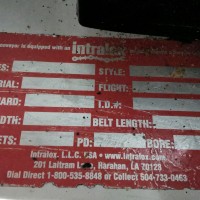 conveyor is equipped with an intralox
ES: STYLE:
RIAL: FLIGHT:
ARD: I.D.#:
DTH: BELT LENGTH:
ETS: PD: BORE:
Intralox, L.L.C. USA • www.intralox.com
201 Laitram Lane, Harahan, LA 70123
Dial Direct 1-800-535-8848 or Collect 504-733-0463